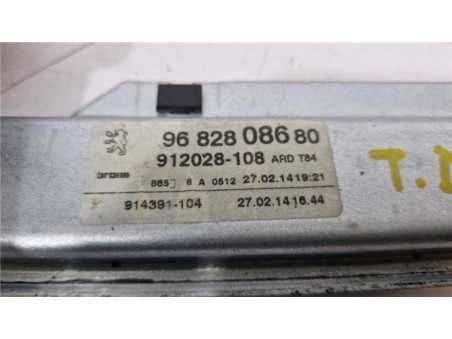 96 828 086 80
912028-108 ARD T84
brose 885 6 A 0512 27.02.14 19:21
914391-104 27.02.14 16.44
T.D